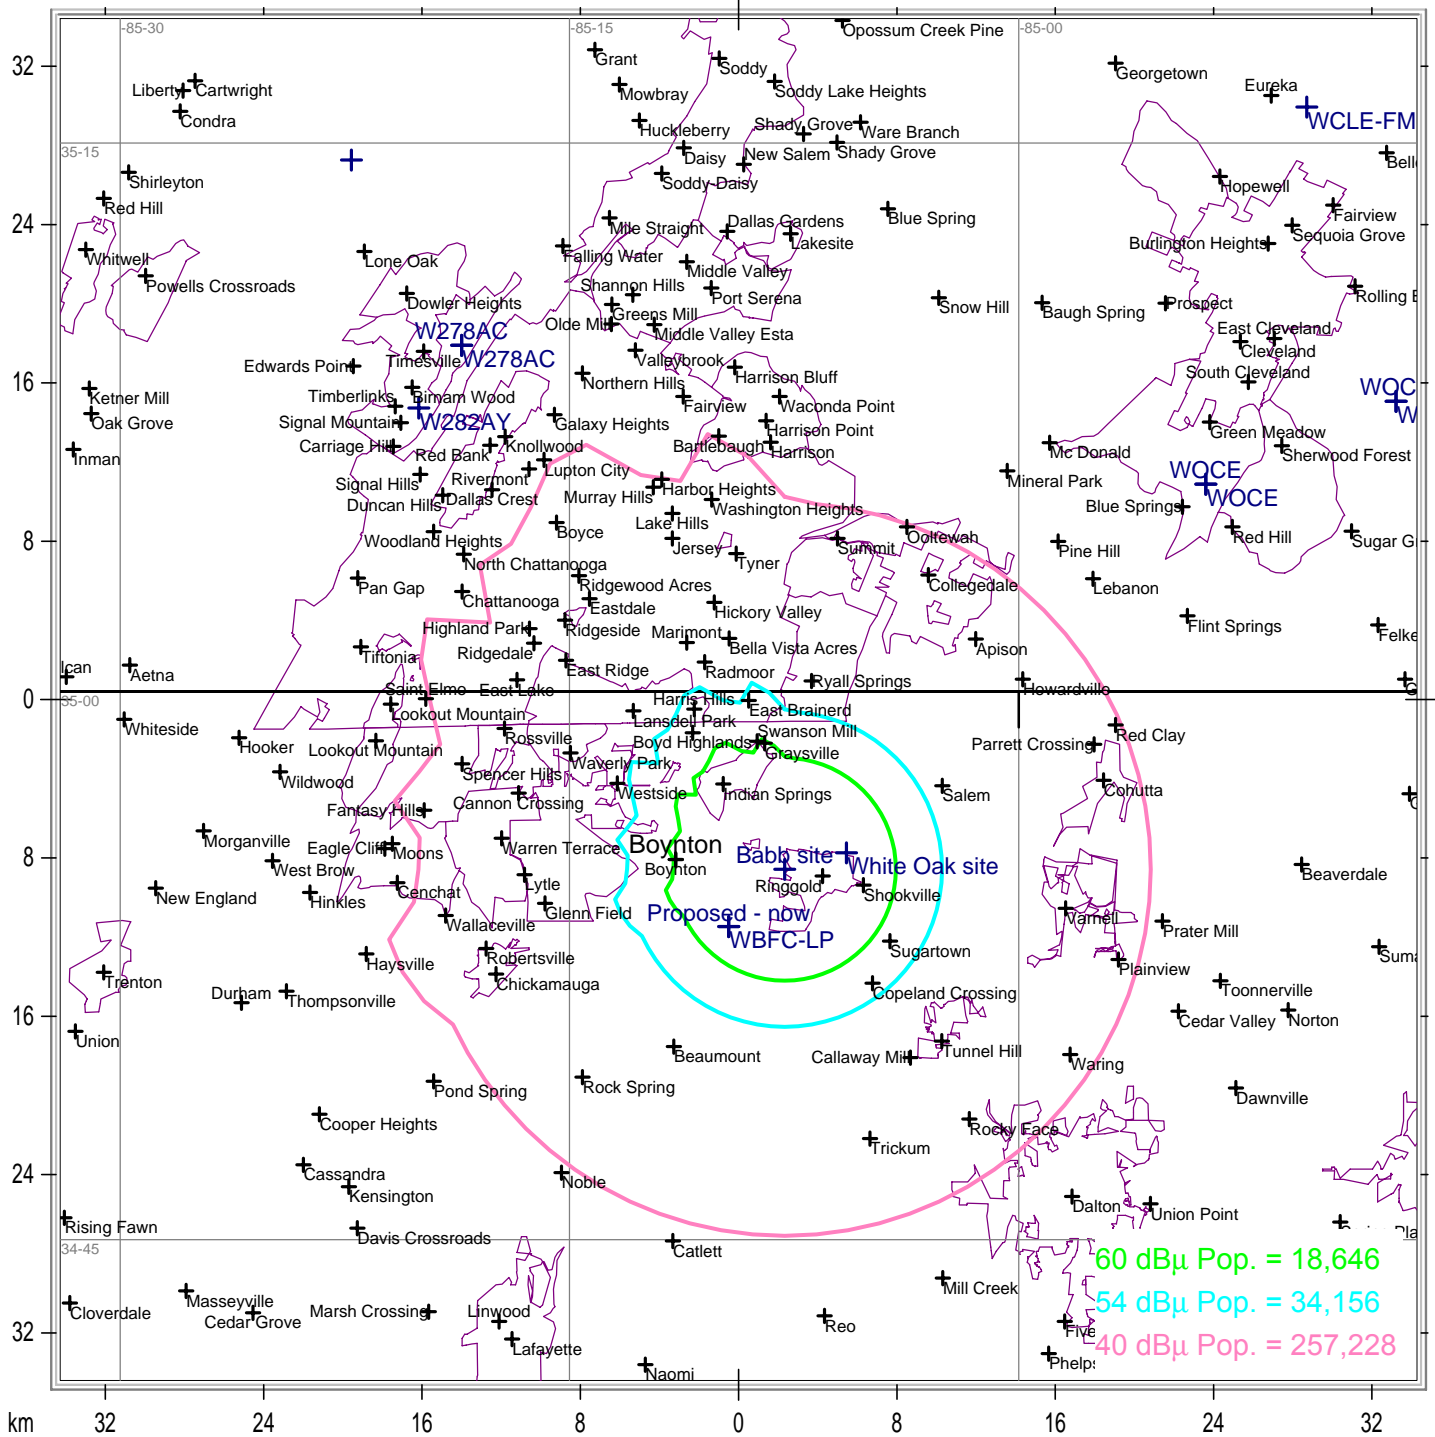 -85-30
-85-15
-85-00
Opossum Creek Pine
Grant
Soddy
Georgetown
32
Liberty
Cartwright
Mowbray
Soddy Lake Heights
Eureka
Condra
WCLE-FM
Huckleberry
Shady Grove
Ware Branch
35-15
Daisy
New Salem
Shady Grove
Shirleyton
Soddy-Daisy
Hopewell
Red Hill
Blue Spring
Fairview
24
Mile Straight
Dallas Gardens
Lakesite
Sequoia Grove
Burlington Heights
Whitwell
Lone Oak
Falling Water
Middle Valley
Powells Crossroads
Shannon Hills
Port Serena
Dowler Heights
Greens Mill
Snow Hill
Baugh Spring
Prospect
Olde Mill
Middle Valley Esta
East Cleveland
W278AC
W278AC
Timesville
Cleveland
Edwards Point
Valleybrook
Harrison Bluff
South Cleveland
16
Northern Hills
Ketner Mill
Timberlinks
Birnam Wood
Fairview
Waconda Point
Oak Grove
Signal Mountain
W282AY
Galaxy Heights
Harrison Point
Green Meadow
Carriage Hill
Red Bank
Knollwood
Bartlebaugh
Harrison
Mc Donald
Sherwood Forest
Inman
Lupton City
WOCE
WOCE
Signal Hills
Rivermont
Murray Hills
Harbor Heights
Mineral Park
Duncan Hills
Dallas Crest
Washington Heights
Blue Springs
Lake Hills
Boyce
Woodland Heights
Jersey
Summit
Ooltewah
Red Hill
8
North Chattanooga
Tyner
Pine Hill
Pan Gap
Ridgewood Acres
Collegedale
Lebanon
Chattanooga
Eastdale
Hickory Valley
Flint Springs
Highland Park
Ridgeside
Marimont
Bella Vista Acres
Ridgedale
Apison
Tiftonia
East Ridge
Radmoor
Aetna
Ryall Springs
Howardville
0
35-00
Saint Elmo
East Lake
Harris Hills
East Brainerd
Lookout Mountain
Lansdell Park
Whiteside
Rossville
Swanson Mill
Red Clay
Hooker
Lookout Mountain
Boyd Highlands
Graysville
Parrett Crossing
Waverly Park
Wildwood
Spencer Hills
Westside
Indian Springs
Salem
Cohutta
Fantasy Hills
Cannon Crossing
Morganville
Eagle Cliff
Moons
Warren Terrace
Boynton
Babb site
White Oak site
8
West Brow
Boynton
Beaverdale
New England
Hinkles
Cenchat
Lytle
Ringgold
Shookville
Glenn Field
Proposed - now
WBFC-LP
Wallaceville
Varnell
Prater Mill
Haysville
Robertsville
Sugartown
Trenton
Chickamauga
Plainview
Durham
Thompsonville
Copeland Crossing
Toonnerville
16
Union
Cedar Valley
Norton
Beaumount
Callaway Mill
Tunnel Hill
Waring
Pond Spring
Rock Spring
Dawnville
Cooper Heights
Trickum
Rocky Face
24
Cassandra
Noble
Kensington
Dalton
Union Point
Rising Fawn
Davis Crossroads
34-45
Catlett
60 dBμ Pop. = 18,646
Mill Creek
Masseyville
54 dBμ Pop. = 34,156
Cloverdale
Cedar Grove
Marsh Crossing
Linwood
Reo
Five
32
Lafayette
40 dBμ Pop. = 257,228
Naomi
Phelps
km 32 24 16 8 0 8 16 24 32